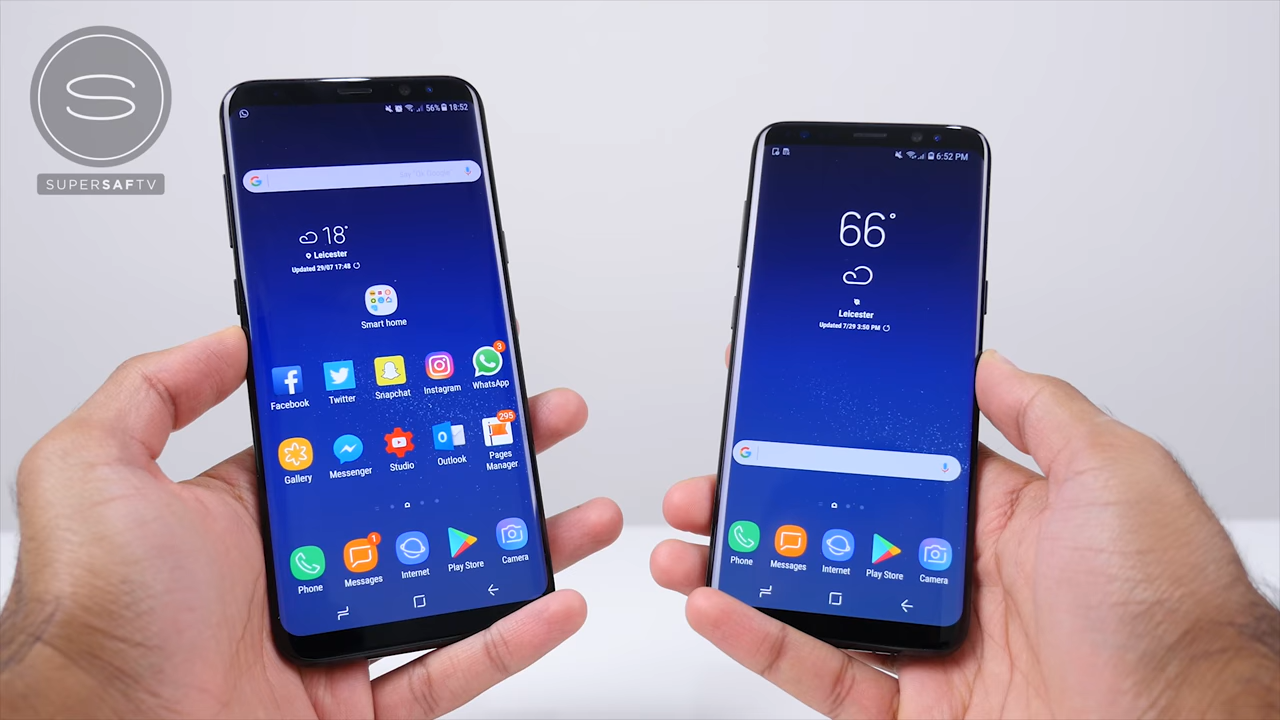 S
SUPERSAFTV
56% 18:52
18°
Leicester
Updated 29/07 17:48
Smart home
Facebook
Twitter
Snapchat
Instagram
3
WhatsApp
Gallery
Messenger
Studio
Outlook
295
Pages
Manager
Phone
1
Messages
Internet
Play Store
Camera
6:52 PM
66°
Leicester
Updated 7/29 3:50 PM
Phone
Messages
Internet
Play Store
Camera